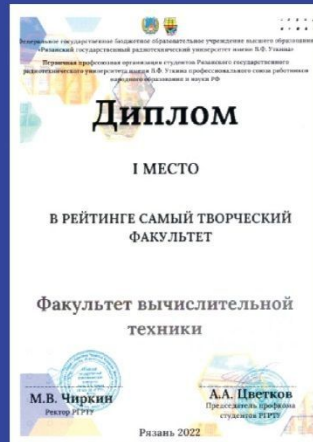 Федеральное государственное бюджетное образовательное учреждение высшего образования
«Рязанский государственный радиотехнический университет имени В.Ф. Уткина»
Первичная профсоюзная организация студентов Рязанского государственного
радиотехнического университета имени В.Ф. Уткина профессионального союза работников
народного образования и науки РФ
Диплом
I МЕСТО
В РЕЙТИНГЕ САМЫЙ ТВОРЧЕСКИЙ
ФАКУЛЬТЕТ
Факультет вычислительной
техники
М.В. Чиркин
Ректор РГРТУ
А.А. Цветков
Председатель профкома
студентов РГРТУ
Рязань 2022